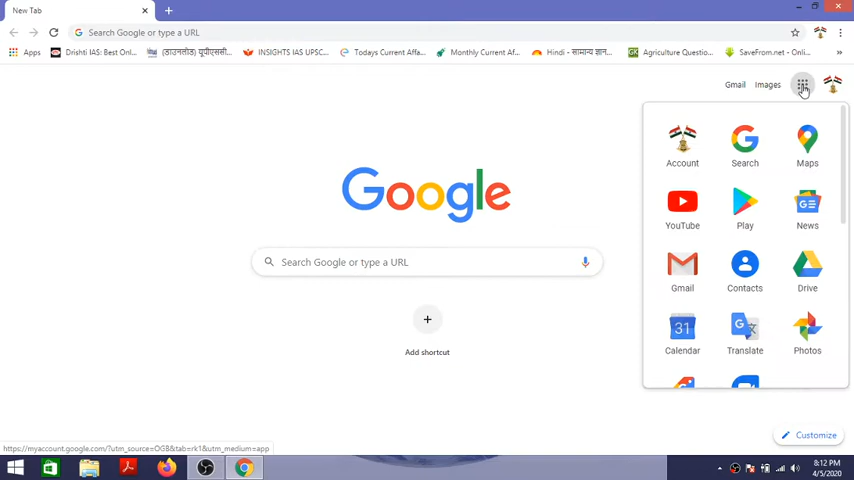 New Tab
Search Google or type a URL
Apps Drishti IAS: Best Onl... (डाउनलोड) यूपीएससी... INSIGHTS IAS UPSC... Todays Current Affa... Monthly Current Af... Hindi - सामान्य ज्ञान... GK Agriculture Questio... SaveFrom.net - Onli...
Gmail Images
Account Search Maps
Google
GE
YouTube Play News
Search Google or type a URL
Gmail Contacts Drive
31 G
Calendar Translate Photos
Add shortcut
Customize
https://myaccount.google.com/?utm_source=OGB&tab=rk1&utm_medium=app
8:12 PM
4/5/2020